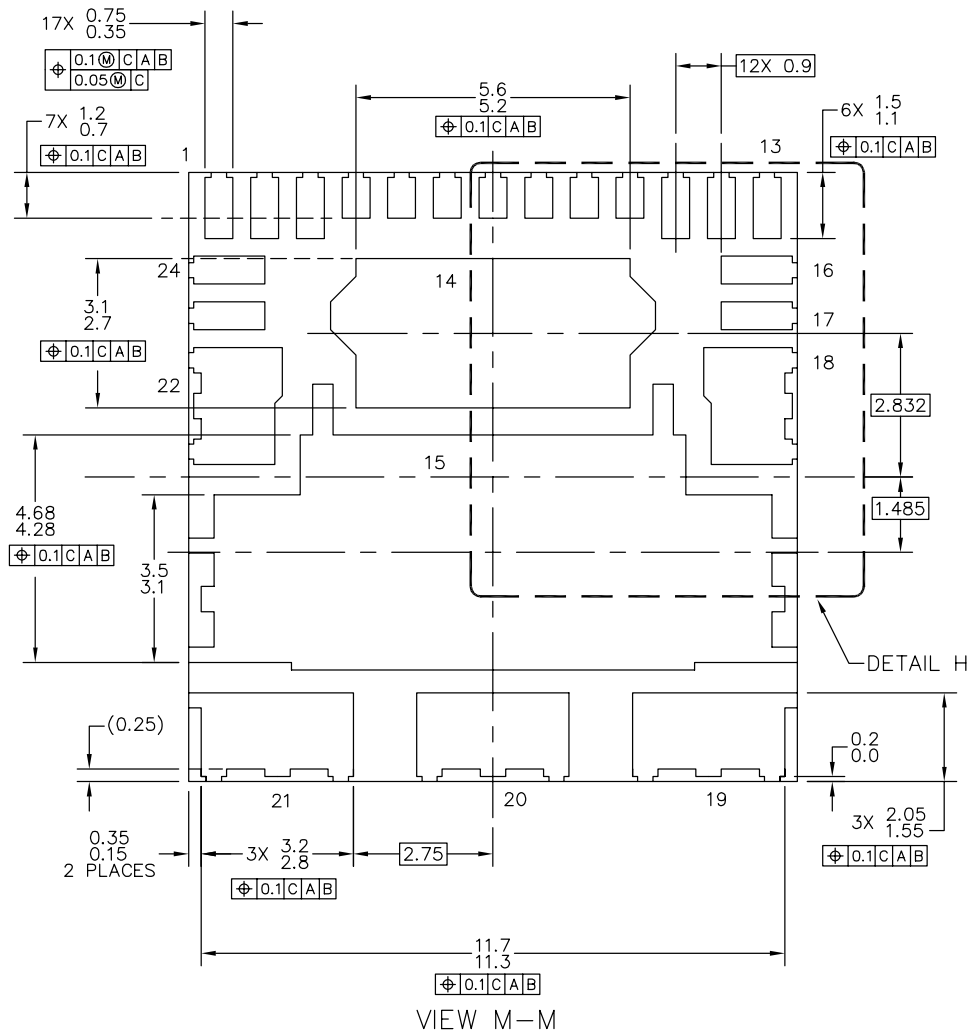 17X 0.75
0.35
⌖ 0.1Ⓜ C A B
0.05Ⓜ C
7X 1.2
0.7
⌖ 0.1 C A B
5.6
5.2
⌖ 0.1 C A B
12X 0.9
6X 1.5
1.1
⌖ 0.1 C A B
1
13
24
14
16
3.1
2.7
⌖ 0.1 C A B
17
22
18
2.832
15
4.68
4.28
⌖ 0.1 C A B
1.485
3.5
3.1
DETAIL H
(0.25)
0.2
0.0
21
20
19
0.35
0.15
2 PLACES
3X 3.2
2.8
⌖ 0.1 C A B
2.75
3X 2.05
1.55
⌖ 0.1 C A B
11.7
11.3
⌖ 0.1 C A B
VIEW M-M